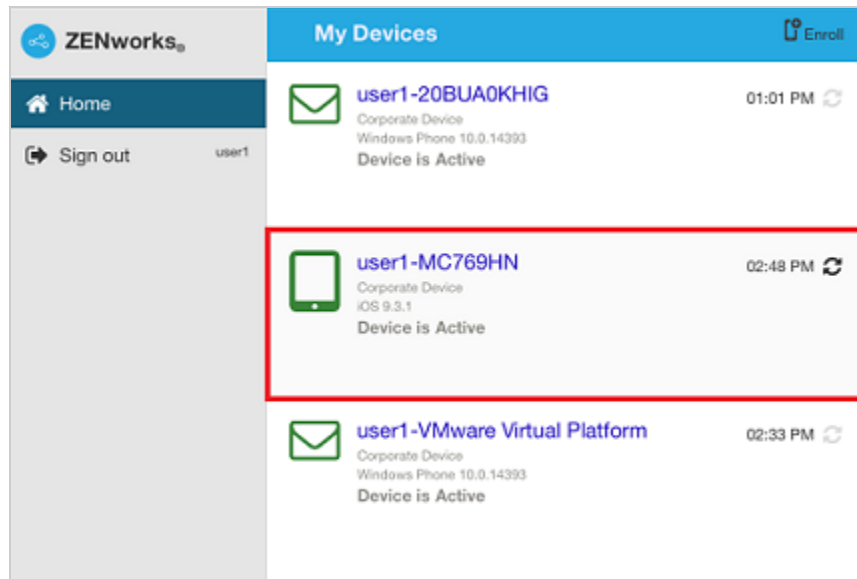 ZENworks®
My Devices
Enroll
Home
Sign out
user1
user1-20BUA0KHIG
01:01 PM
Corporate Device
Windows Phone 10.0.14393
Device is Active
user1-MC769HN
02:48 PM
Corporate Device
iOS 9.3.1
Device is Active
user1-VMware Virtual Platform
02:33 PM
Corporate Device
Windows Phone 10.0.14393
Device is Active